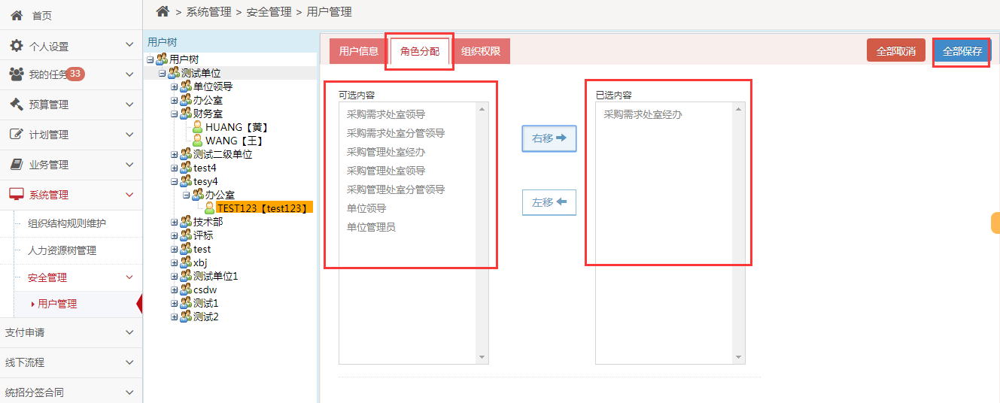 首页
个人设置
我的任务33
预算管理
计划管理
业务管理
系统管理
组织结构规则维护
人力资源树管理
安全管理
用户管理
支付申请
线下流程
统招分签合同
> 系统管理 > 安全管理 > 用户管理
用户树
用户树
测试单位
单位领导
办公室
财务室
HUANG【黄】
WANG【王】
测试二级单位
test4
tesy4
办公室
TEST123【test123】
技术部
评标
test
xbj
测试单位1
csdw
测试1
测试2
用户信息 角色分配 组织权限
全部取消 全部保存
可选内容
采购需求处室领导
采购需求处室分管领导
采购管理处室经办
采购管理处室领导
采购管理处室分管领导
单位领导
单位管理员
右移
左移
已选内容
采购需求处室经办